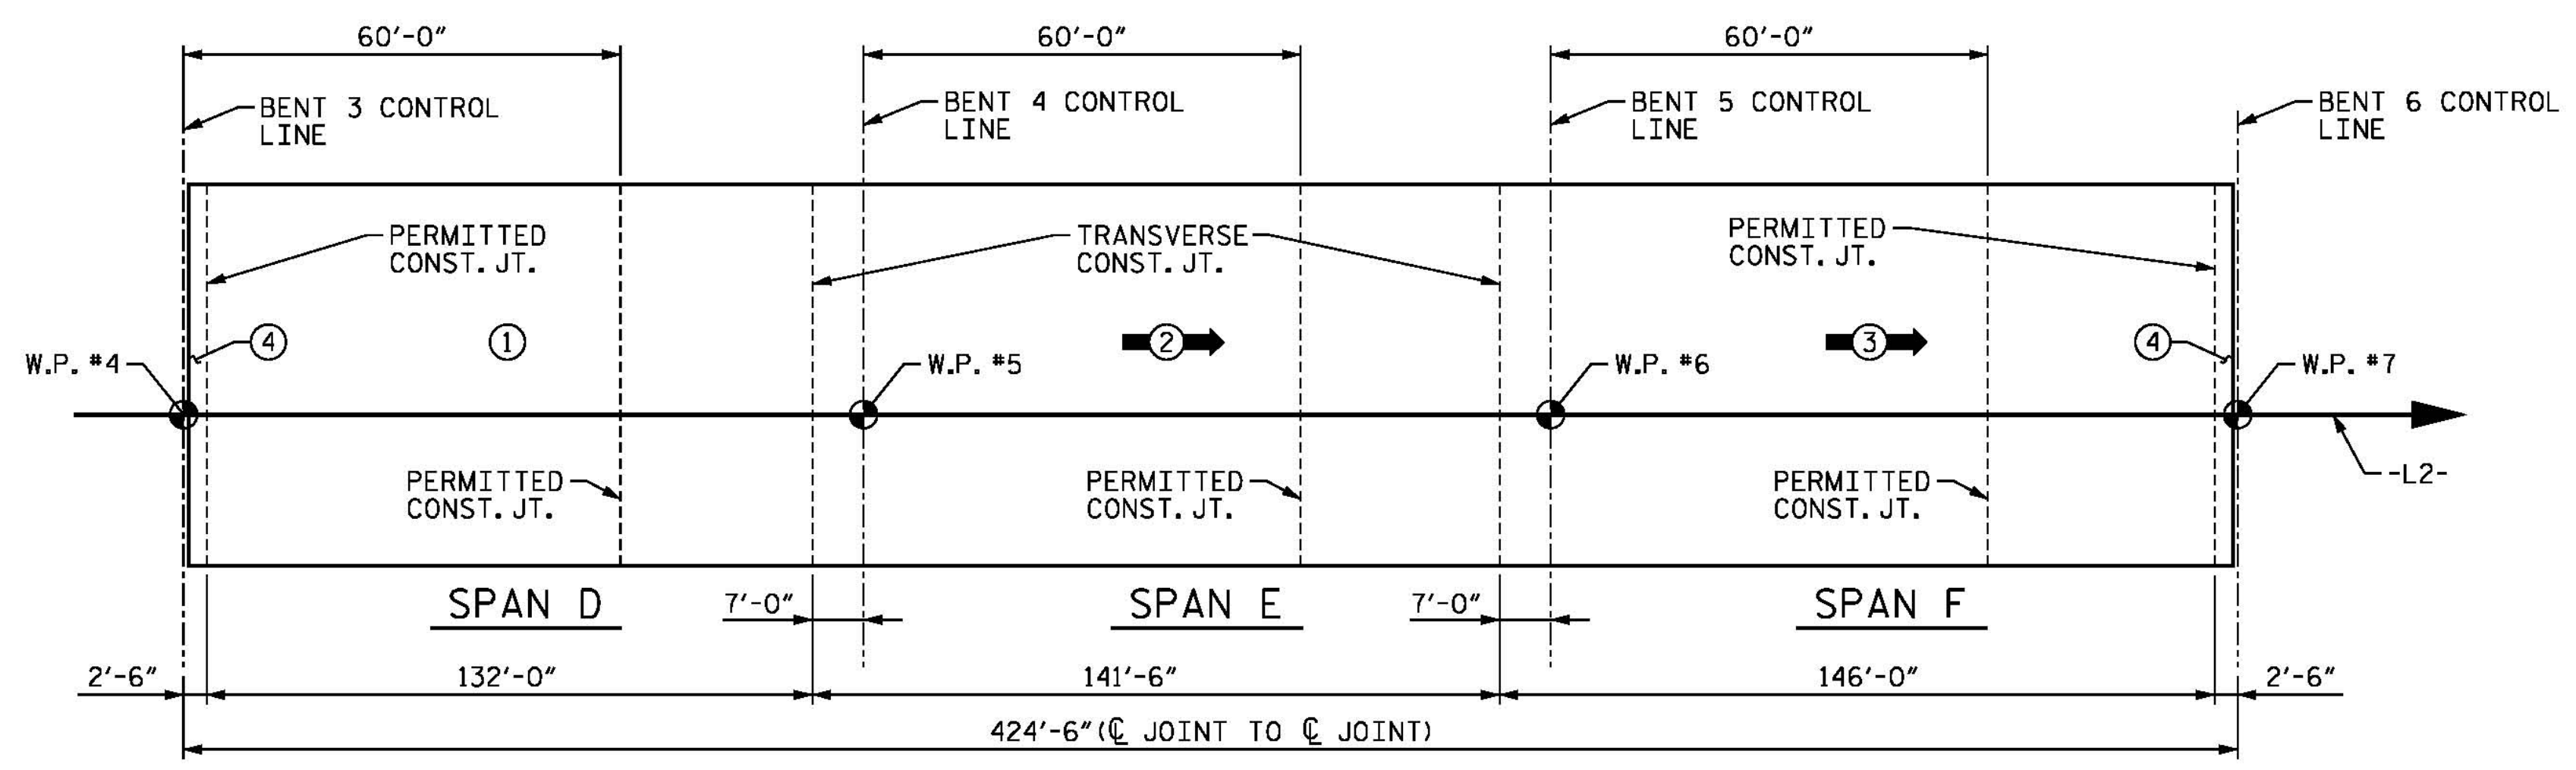 60'-0" 60'-0" 60'-0"
BENT 3 CONTROL
LINE
BENT 4 CONTROL
LINE
BENT 5 CONTROL
LINE
BENT 6 CONTROL
LINE
PERMITTED
CONST. JT.
TRANSVERSE
CONST. JT.
PERMITTED
CONST. JT.
4 1 2 3 4
W.P. #4 W.P. #5 W.P. #6 W.P. #7
PERMITTED
CONST. JT.
PERMITTED
CONST. JT.
PERMITTED
CONST. JT.
-L2-
SPAN D 7'-0" SPAN E 7'-0" SPAN F
2'-6" 132'-0" 141'-6" 146'-0" 2'-6"
424'-6" (℄ JOINT TO ℄ JOINT)